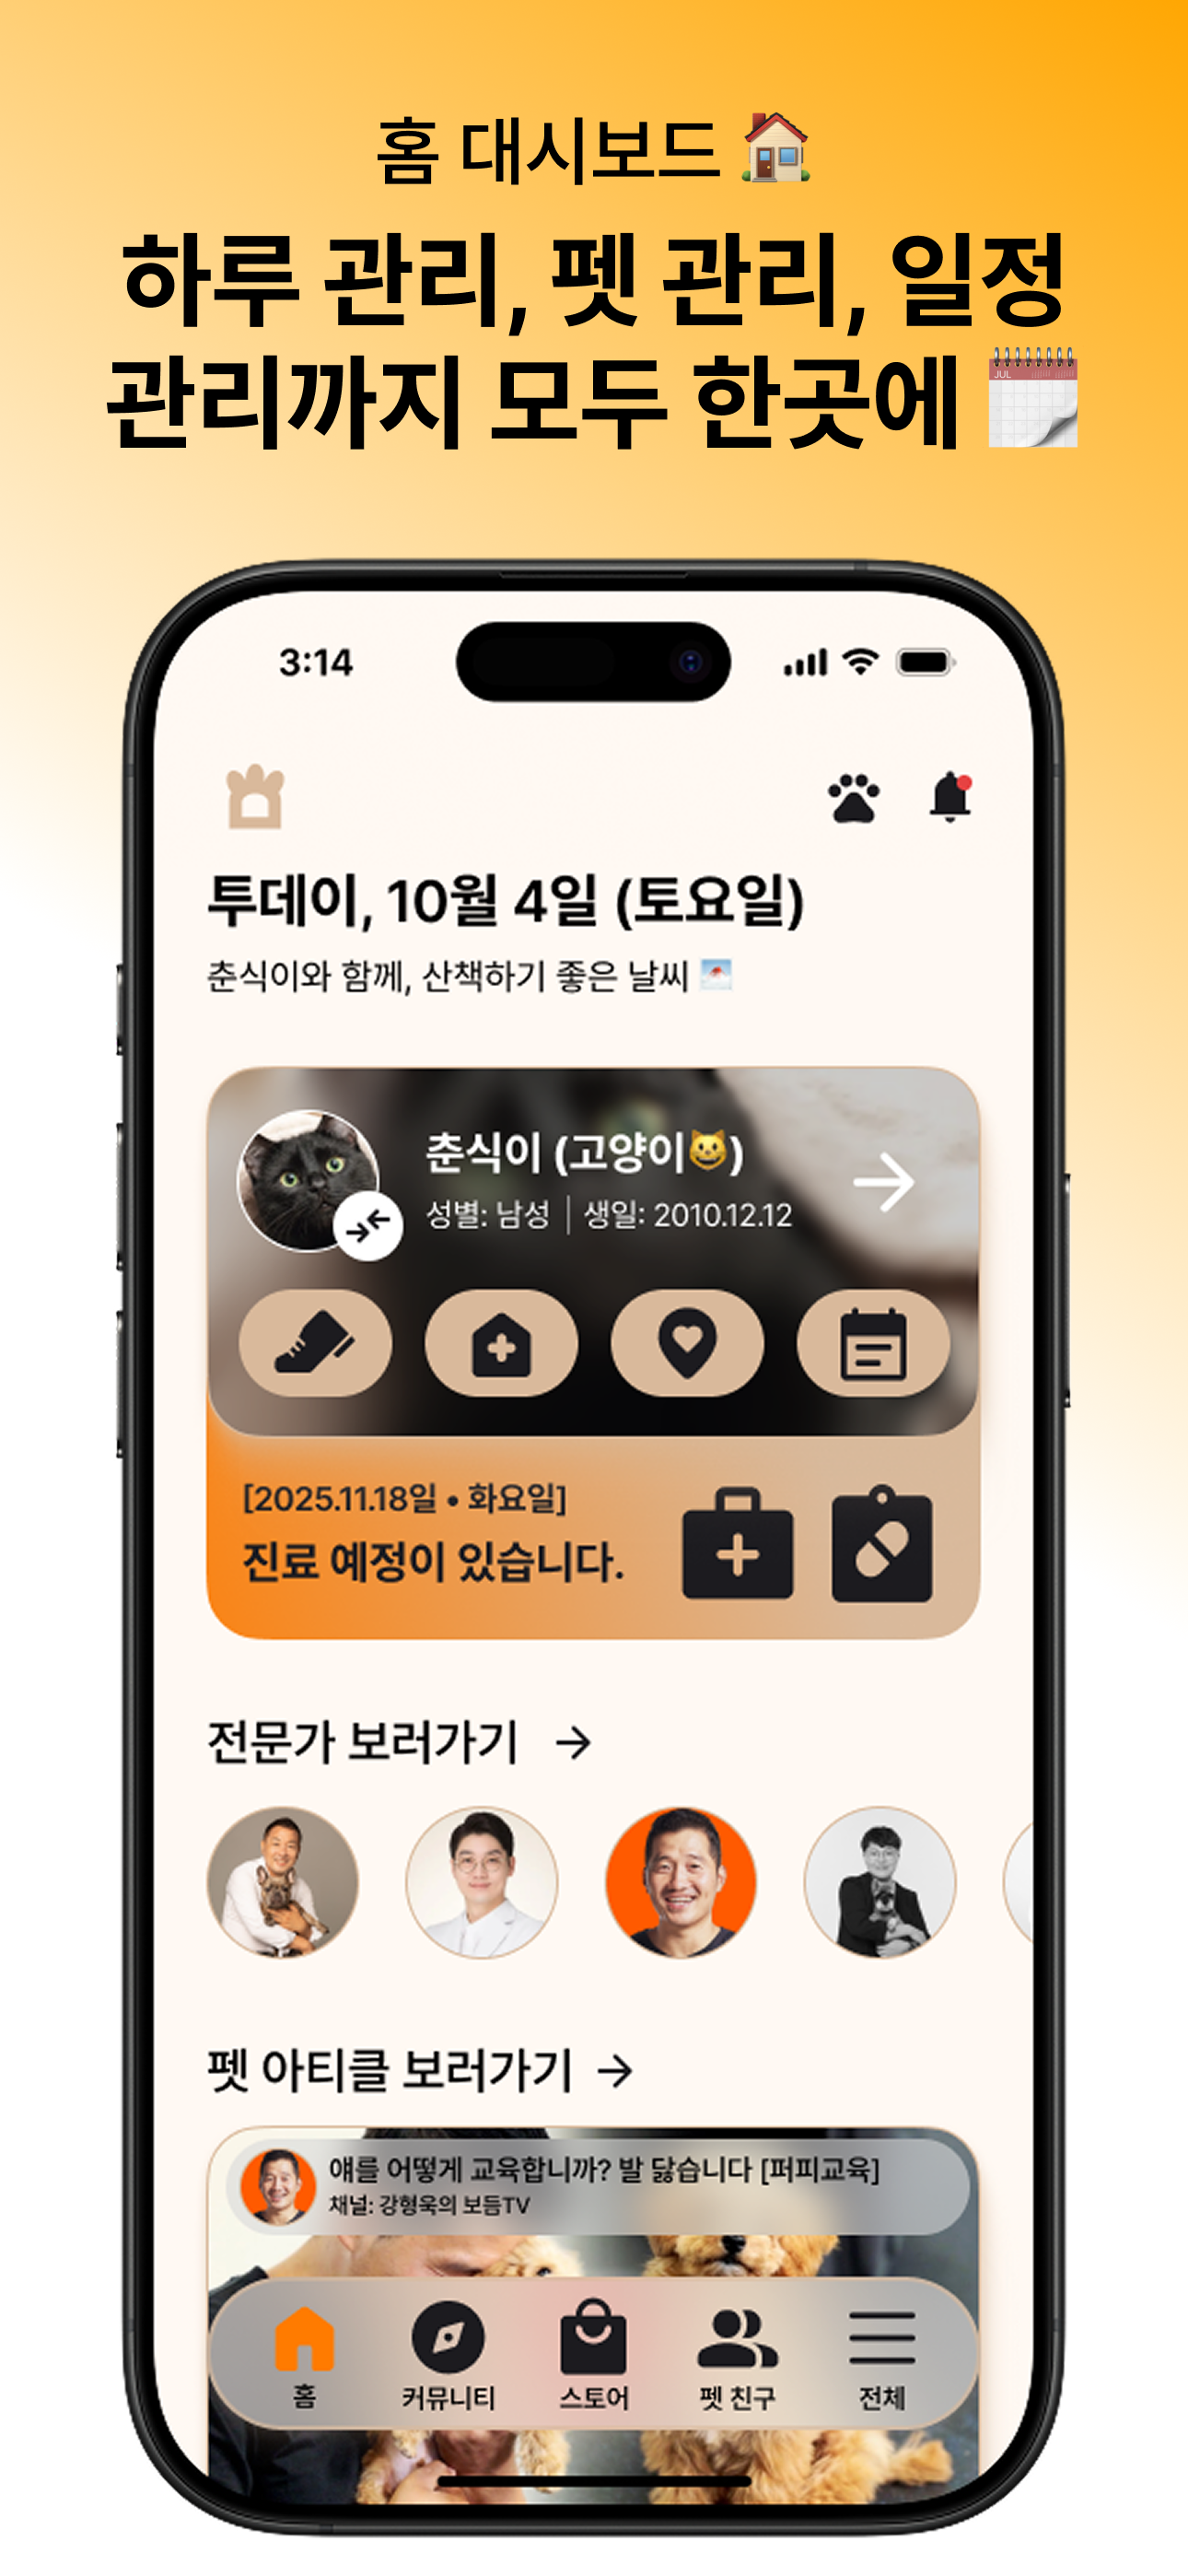 홈 대시보드 🏠
하루 관리, 펫 관리, 일정
관리까지 모두 한곳에 🗓️
JUL
3:14
투데이, 10월 4일 (토요일)
춘식이와 함께, 산책하기 좋은 날씨
춘식이 (고양이😺)
성별: 남성 | 생일: 2010.12.12
[2025.11.18일 • 화요일]
진료 예정이 있습니다.
전문가 보러가기 →
펫 아티클 보러가기 →
얘를 어떻게 교육합니까? 발 닳습니다 [퍼피교육]
채널: 강형욱의 보듬TV
홈 커뮤니티 스토어 펫 친구 전체